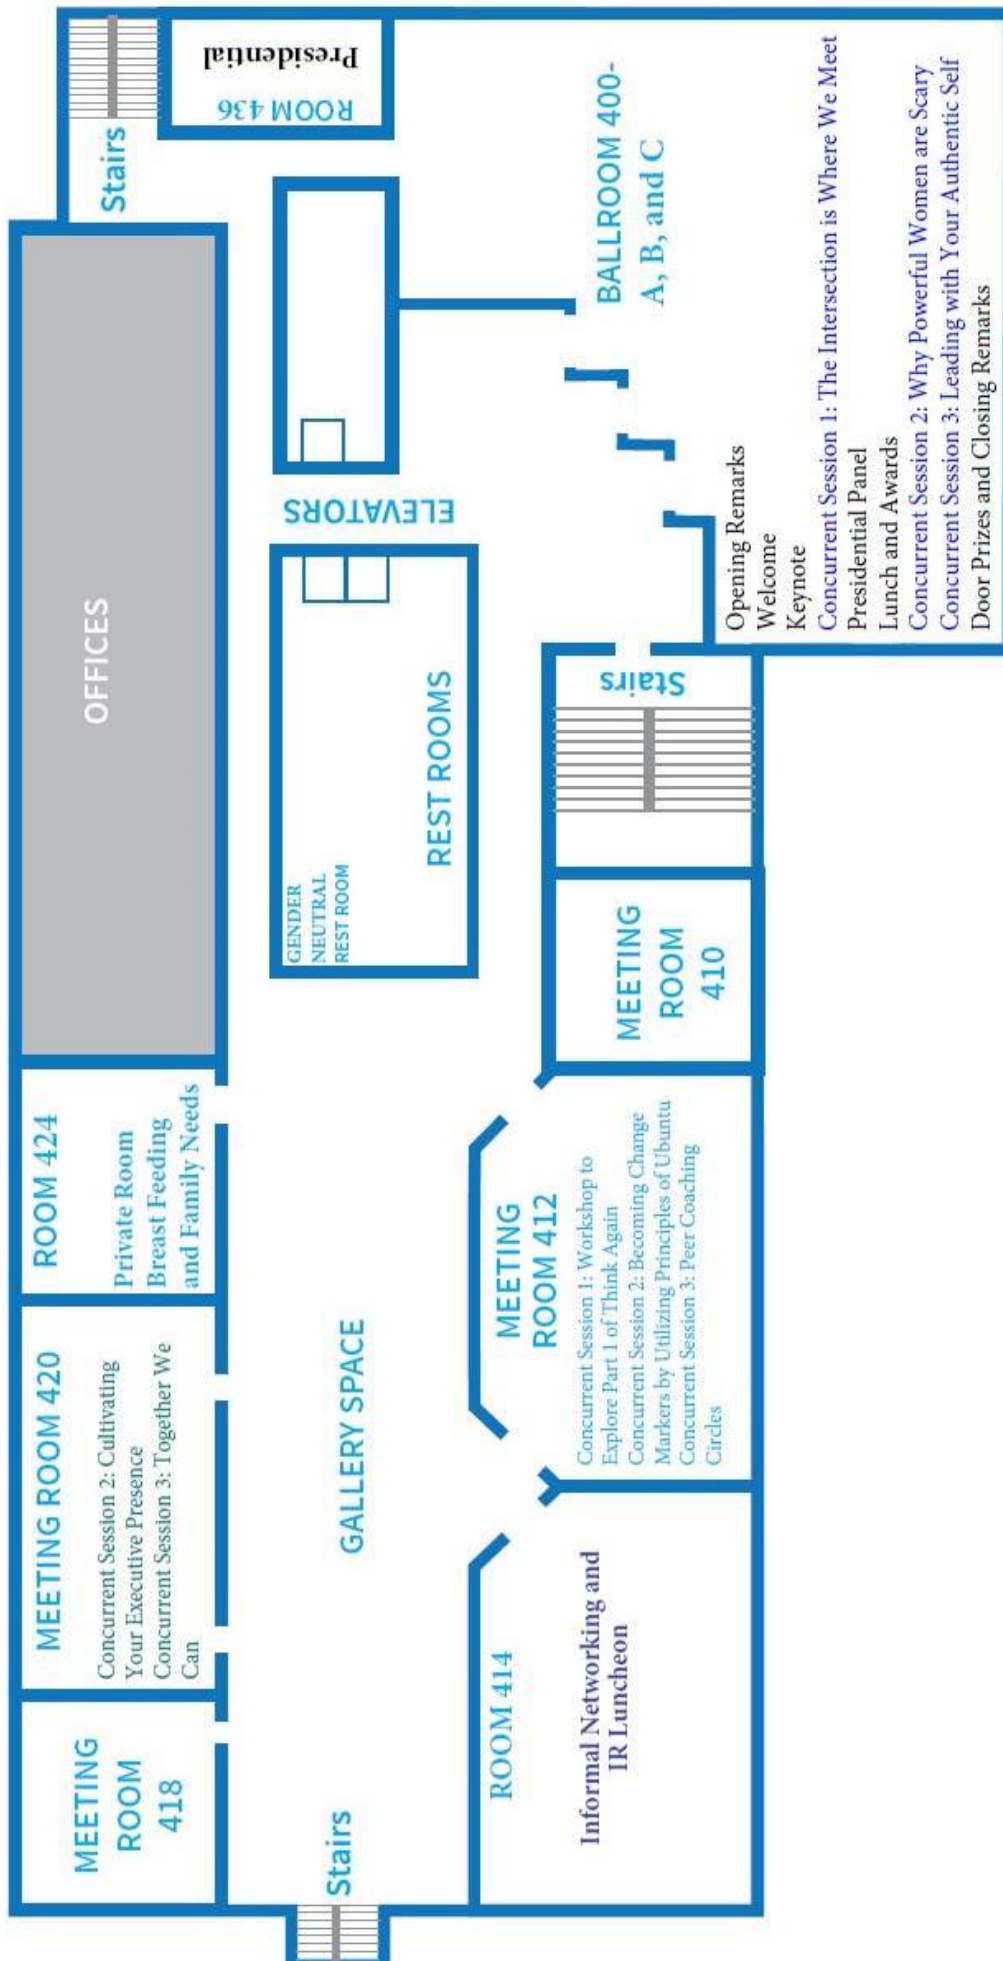 MEETING
ROOM
418
MEETING ROOM 420
Concurrent Session 2: Cultivating
Your Executive Presence
Concurrent Session 3: Together We
Can
ROOM 424
Private Room
Breast Feeding
and Family Needs
OFFICES
Stairs
ROOM 436
Presidential
Stairs
GALLERY SPACE
GENDER
NEUTRAL
REST ROOM
REST ROOMS
ELEVATORS
ROOM 414
Informal Networking and
IR Luncheon
MEETING
ROOM 412
Concurrent Session 1: Workshop to
Explore Part 1 of Think Again
Concurrent Session 2: Becoming Change
Markers by Utilizing Principles of Ubuntu
Concurrent Session 3: Peer Coaching
Circles
MEETING
ROOM
410
Stairs
BALLROOM 400-
A, B, and C
Opening Remarks
Welcome
Keynote
Concurrent Session 1: The Intersection is Where We Meet
Presidential Panel
Lunch and Awards
Concurrent Session 2: Why Powerful Women are Scary
Concurrent Session 3: Leading with Your Authentic Self
Door Prizes and Closing Remarks